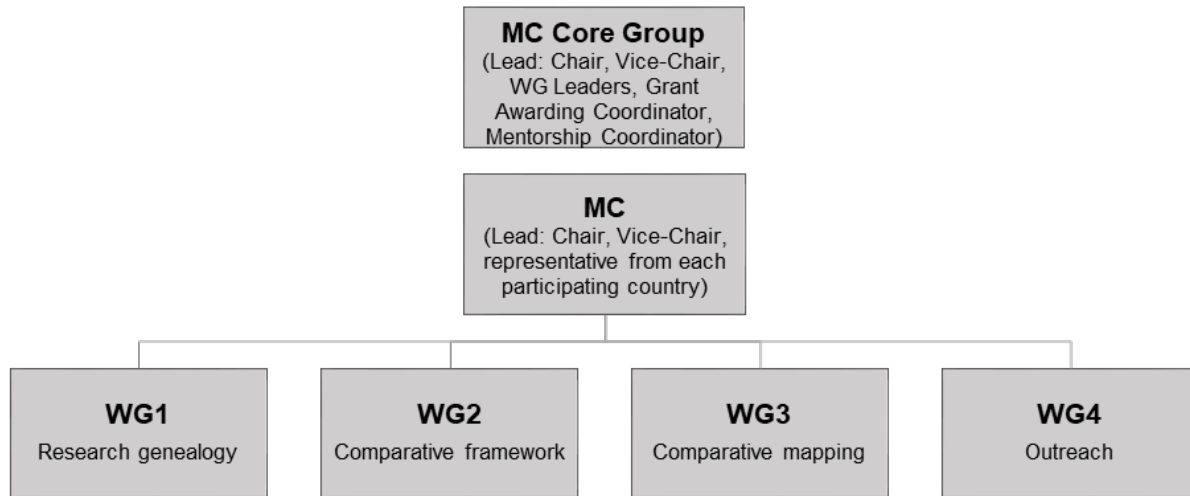 MC Core Group
(Lead: Chair, Vice-Chair,
WG Leaders, Grant
Awarding Coordinator,
Mentorship Coordinator)
MC
(Lead: Chair, Vice-Chair,
representative from each
participating country)
WG1
Research genealogy
WG2
Comparative framework
WG3
Comparative mapping
WG4
Outreach